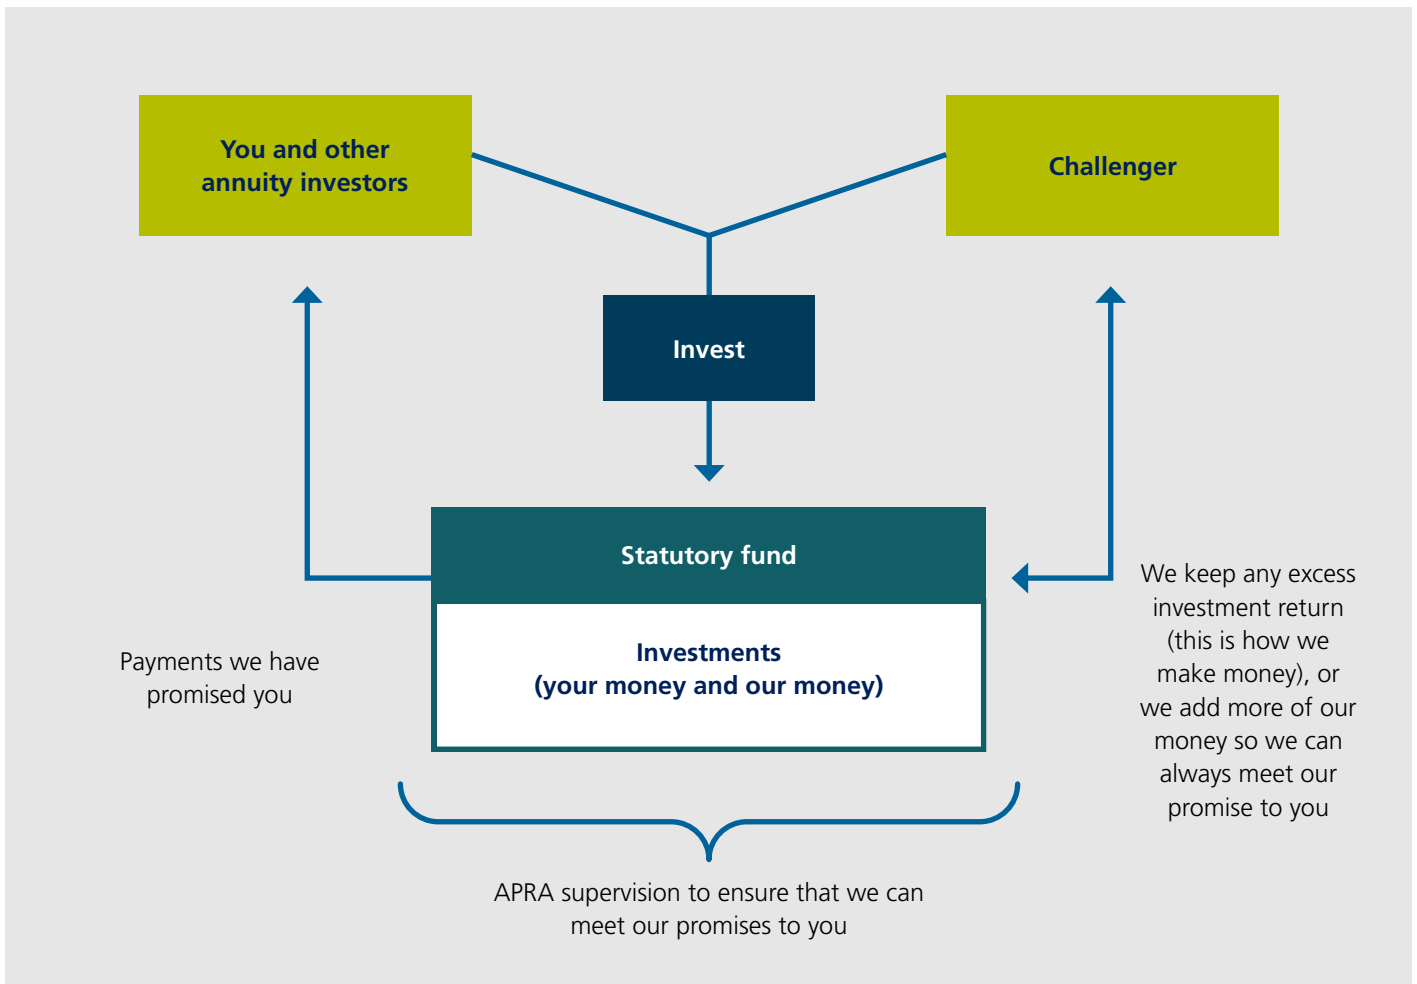 You and other
annuity investors
Challenger
Invest
Statutory fund
Investments
(your money and our money)
Payments we have
promised you
We keep any excess
investment return
(this is how we
make money), or
we add more of our
money so we can
always meet our
promise to you
APRA supervision to ensure that we can
meet our promises to you